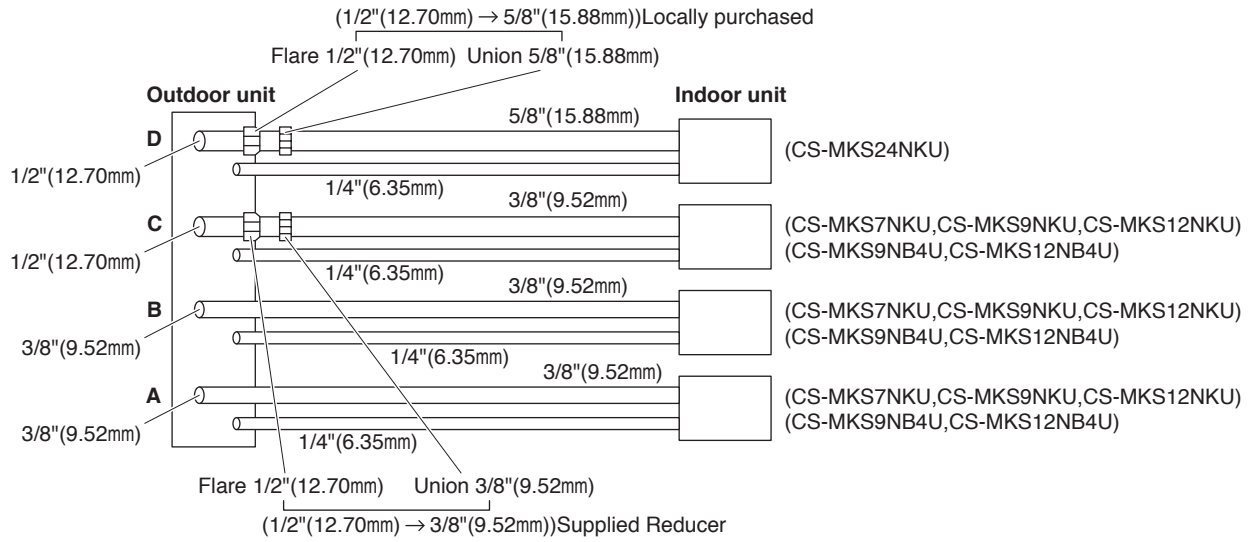 (1/2"(12.70mm) → 5/8"(15.88mm))Locally purchased
Flare 1/2"(12.70mm) Union 5/8"(15.88mm)
Outdoor unit
Indoor unit
5/8"(15.88mm)
D
(CS-MKS24NKU)
1/2"(12.70mm)
1/4"(6.35mm)
3/8"(9.52mm)
C
(CS-MKS7NKU,CS-MKS9NKU,CS-MKS12NKU)
(CS-MKS9NB4U,CS-MKS12NB4U)
1/2"(12.70mm)
1/4"(6.35mm)
3/8"(9.52mm)
B
(CS-MKS7NKU,CS-MKS9NKU,CS-MKS12NKU)
(CS-MKS9NB4U,CS-MKS12NB4U)
3/8"(9.52mm)
1/4"(6.35mm)
3/8"(9.52mm)
A
(CS-MKS7NKU,CS-MKS9NKU,CS-MKS12NKU)
(CS-MKS9NB4U,CS-MKS12NB4U)
3/8"(9.52mm)
1/4"(6.35mm)
Flare 1/2"(12.70mm) Union 3/8"(9.52mm)
(1/2"(12.70mm) → 3/8"(9.52mm))Supplied Reducer